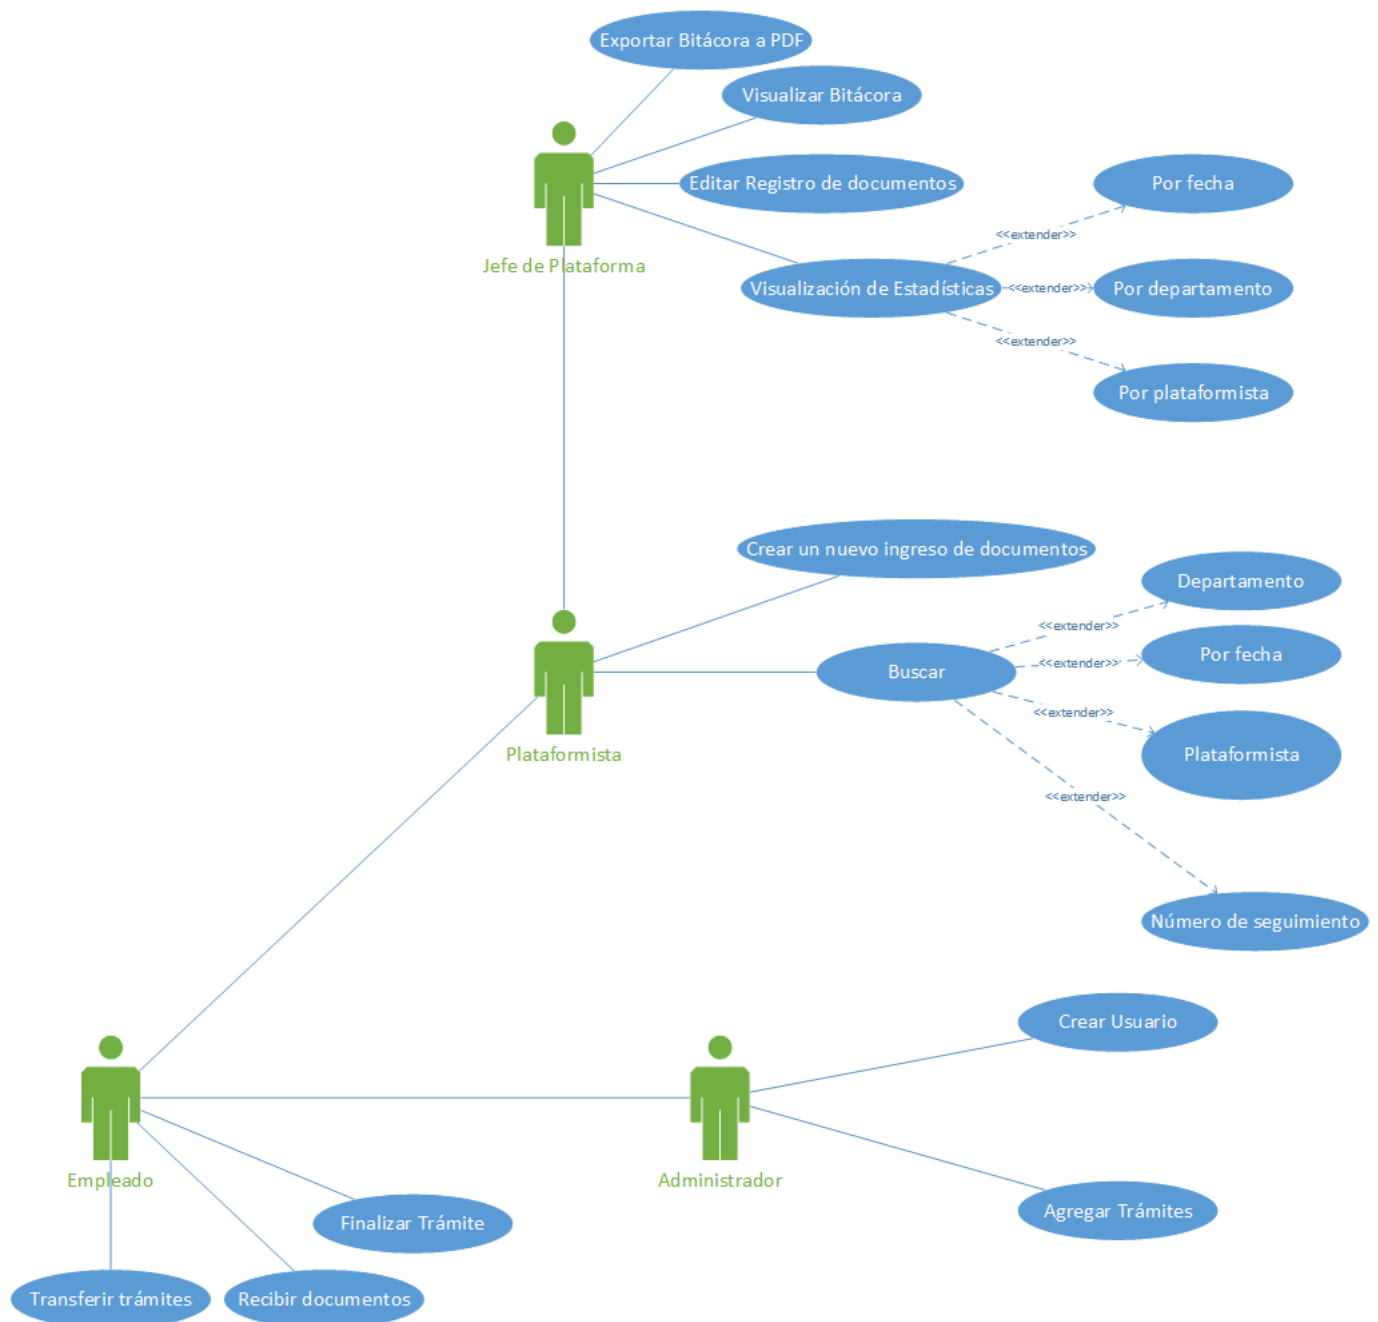 Exportar Bitácora a PDF
Visualizar Bitácora
Editar Registro de documentos
Por fecha
<<extender>>
Jefe de Plataforma
Visualización de Estadísticas
<<extender>>
Por departamento
<<extender>>
Por plataformista
Crear un nuevo ingreso de documentos
Departamento
<<extender>>
Por fecha
<<extender>>
Buscar
<<extender>>
Plataformista
Plataformista
<<extender>>
Número de seguimiento
Crear Usuario
Empleado
Administrador
Agregar Trámites
Finalizar Trámite
Transferir trámites
Recibir documentos